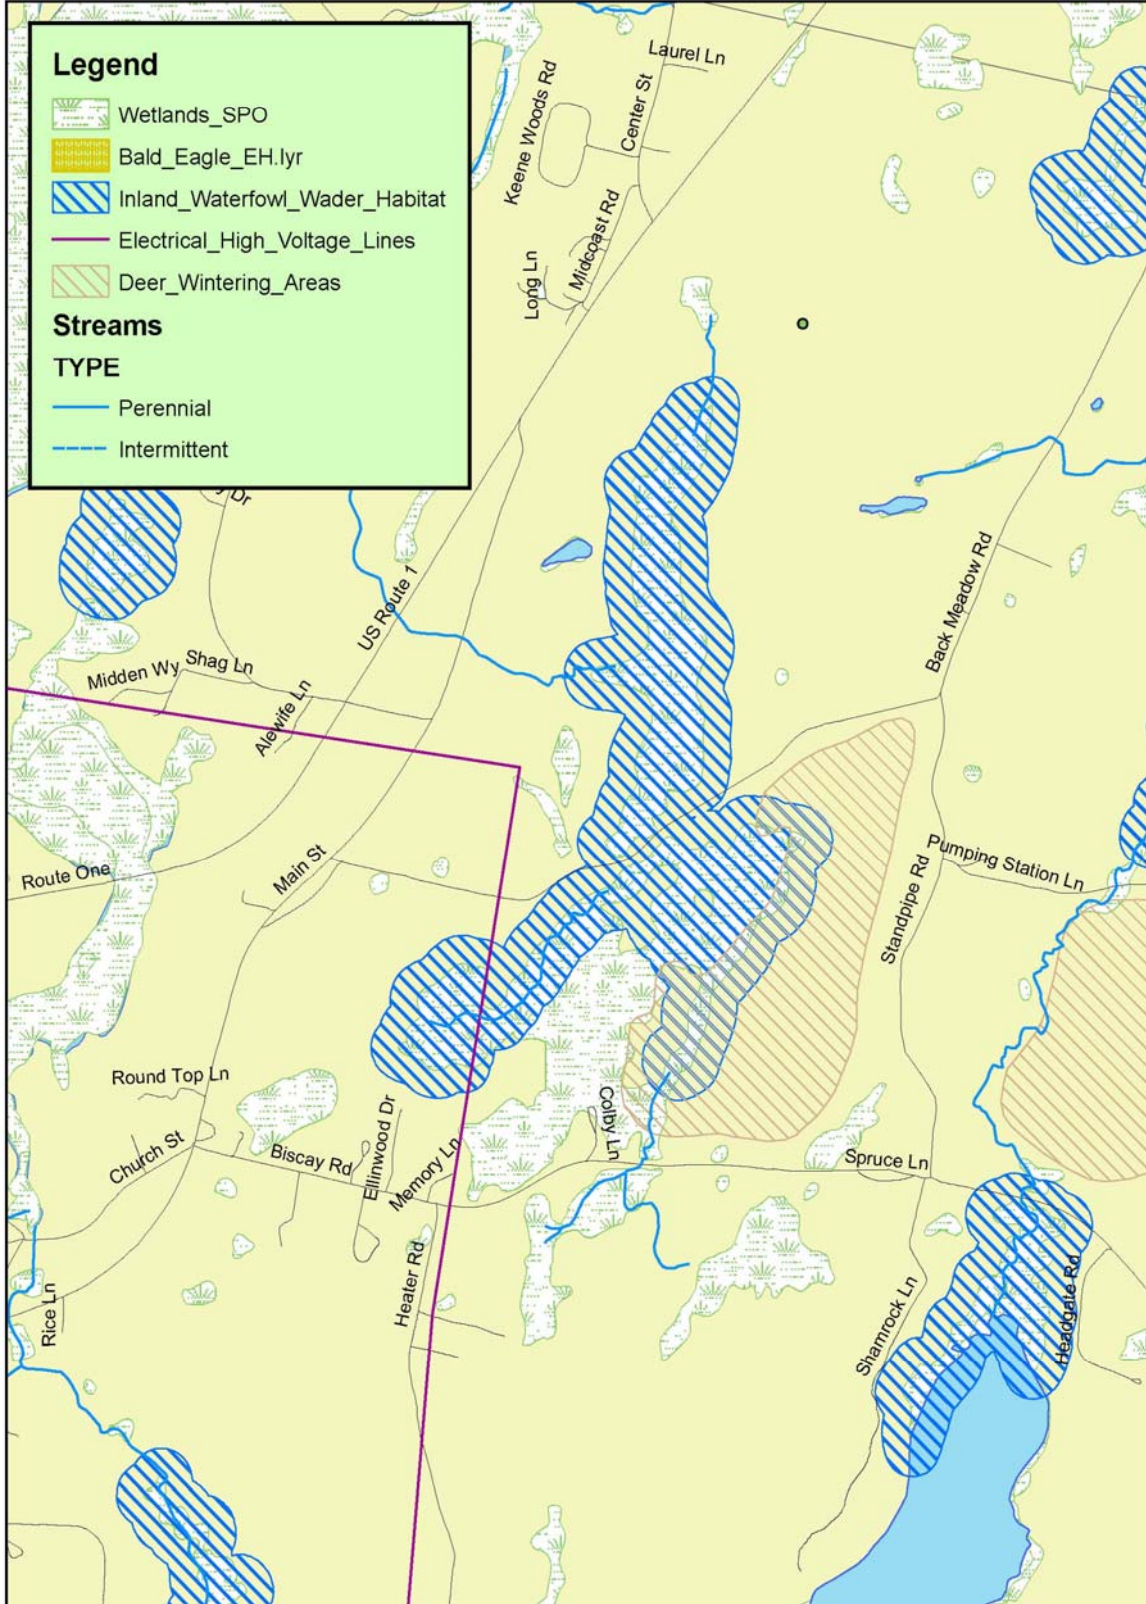 Legend
Wetlands_SPO
Bald_Eagle_EH.lyr
Inland_Waterfowl_Wader_Habitat
Electrical_High_Voltage_Lines
Deer_Wintering_Areas
Streams
TYPE
Perennial
Intermittent
Laurel Ln
Center St
Keene Woods Rd
Midcoast Rd
Long Ln
Dr
US Route 1
Back Meadow Rd
Midden Wy
Shag Ln
Alewife Ln
Route One
Main St
Pumping Station Ln
Standpipe Rd
Round Top Ln
Church St
Biscay Rd
Ellinwood Dr
Memory Ln
Colby Ln
Spruce Ln
Heater Rd
Rice Ln
Shamrock Ln
Headgate Rd